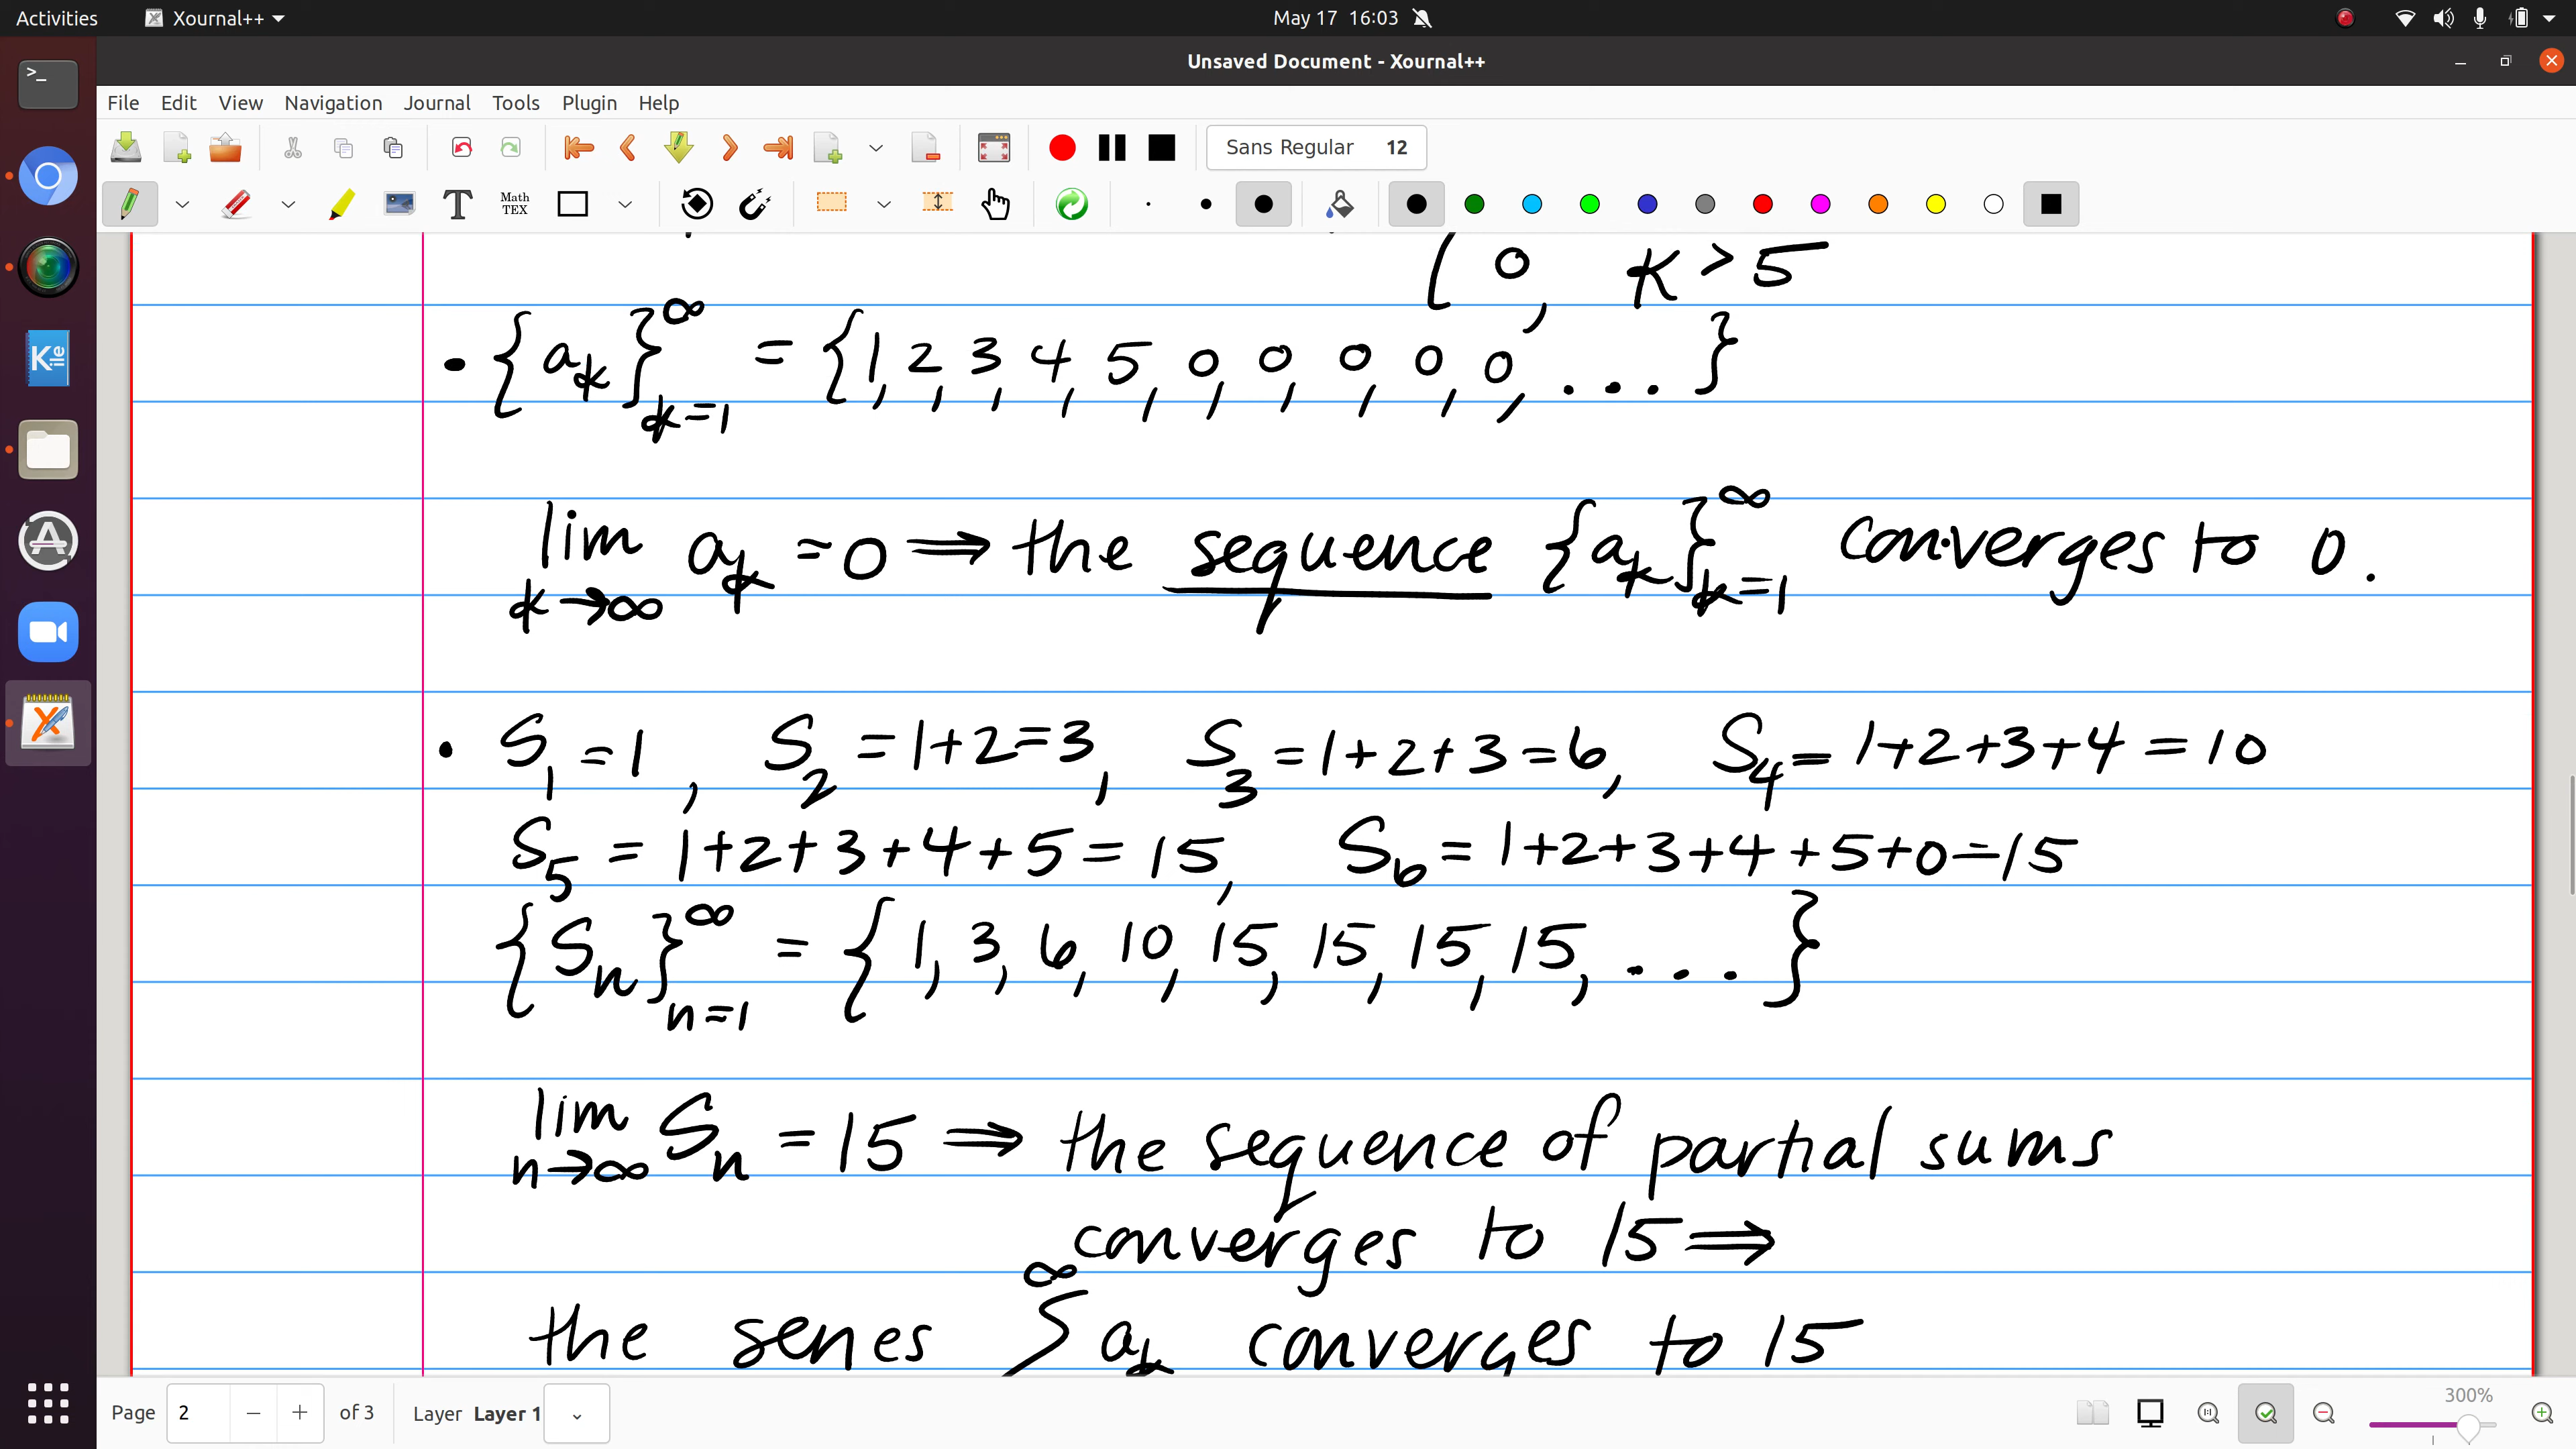 Activities Xournal++ May 17 16:03
Unsaved Document - Xournal++
File Edit View Navigation Journal Tools Plugin Help
Sans Regular 12
T Math TEX
{ 0, k > 5
• {a_k}_{k=1}^∞ = {1, 2, 3, 4, 5, 0, 0, 0, 0, 0, ...}
lim_{k→∞} a_k = 0 ⟹ the sequence {a_k}_{k=1}^∞ converges to 0.
• S_1 = 1, S_2 = 1+2=3, S_3 = 1+2+3=6, S_4 = 1+2+3+4 = 10
S_5 = 1+2+3+4+5 = 15, S_6 = 1+2+3+4+5+0=15
{S_n}_{n=1}^∞ = {1, 3, 6, 10, 15, 15, 15, 15, ...}
lim_{n→∞} S_n = 15 ⟹ the sequence of partial sums
converges to 15 ⟹
the series ∑^∞ a_k converges to 15
Page 2 − + of 3 Layer Layer 1 300%